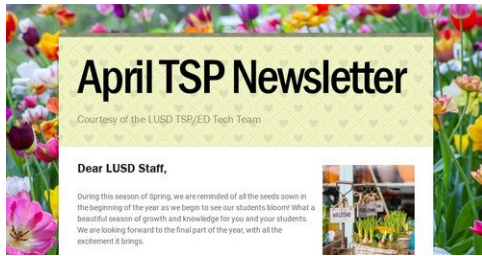 April TSP Newsletter
Courtesy of the LUSD TSP/ED Tech Team
Dear LUSD Staff,
During this season of Spring, we are reminded of all the seeds sown in
the beginning of the year as we begin to see our students bloom! What a
beautiful season of growth and knowledge for you and your students.
We are looking forward to the final part of the year, with all the
excitement it brings.
WELCOME